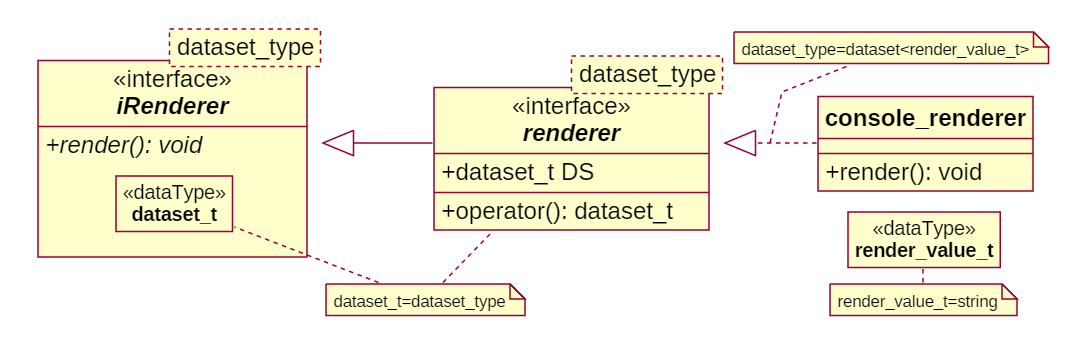 dataset_type
«interface»
iRenderer
+render(): void
«dataType»
dataset_t
dataset_type
«interface»
renderer
+dataset_t DS
+operator(): dataset_t
dataset_t=dataset_type
dataset_type=dataset<render_value_t>
console_renderer
+render(): void
«dataType»
render_value_t
render_value_t=string